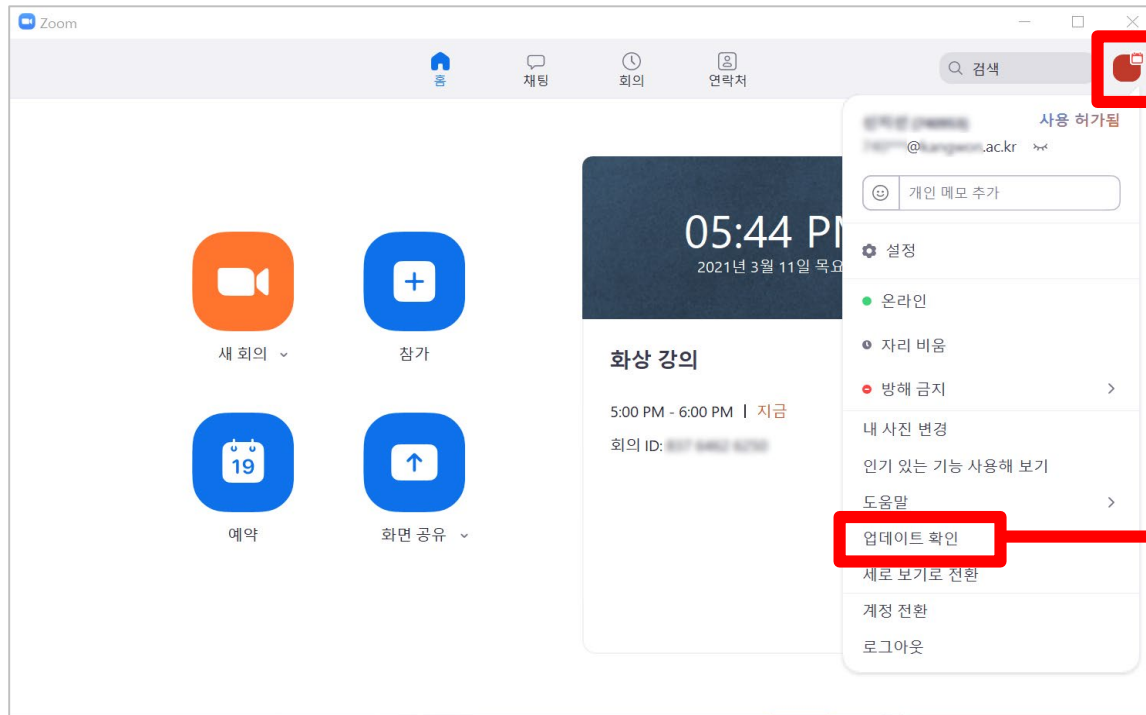 Zoom
홈
채팅
회의
연락처
검색
사용 허가됨
.ac.kr
개인 메모 추가
설정
온라인
자리 비움
방해 금지
내 사진 변경
인기 있는 기능 사용해 보기
도움말
업데이트 확인
세로 보기로 전환
계정 전환
로그아웃
05:44
2021년 3월 11일
화상 강의
5:00 PM - 6:00 PM | 지금
회의 ID:
새 회의
참가
19
예약
화면 공유